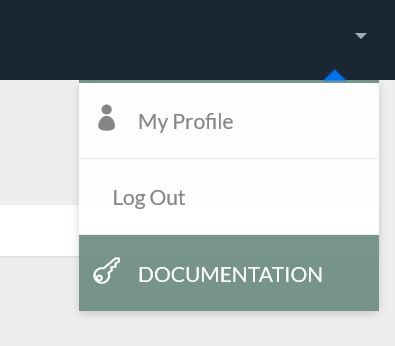 My Profile
Log Out
DOCUMENTATION